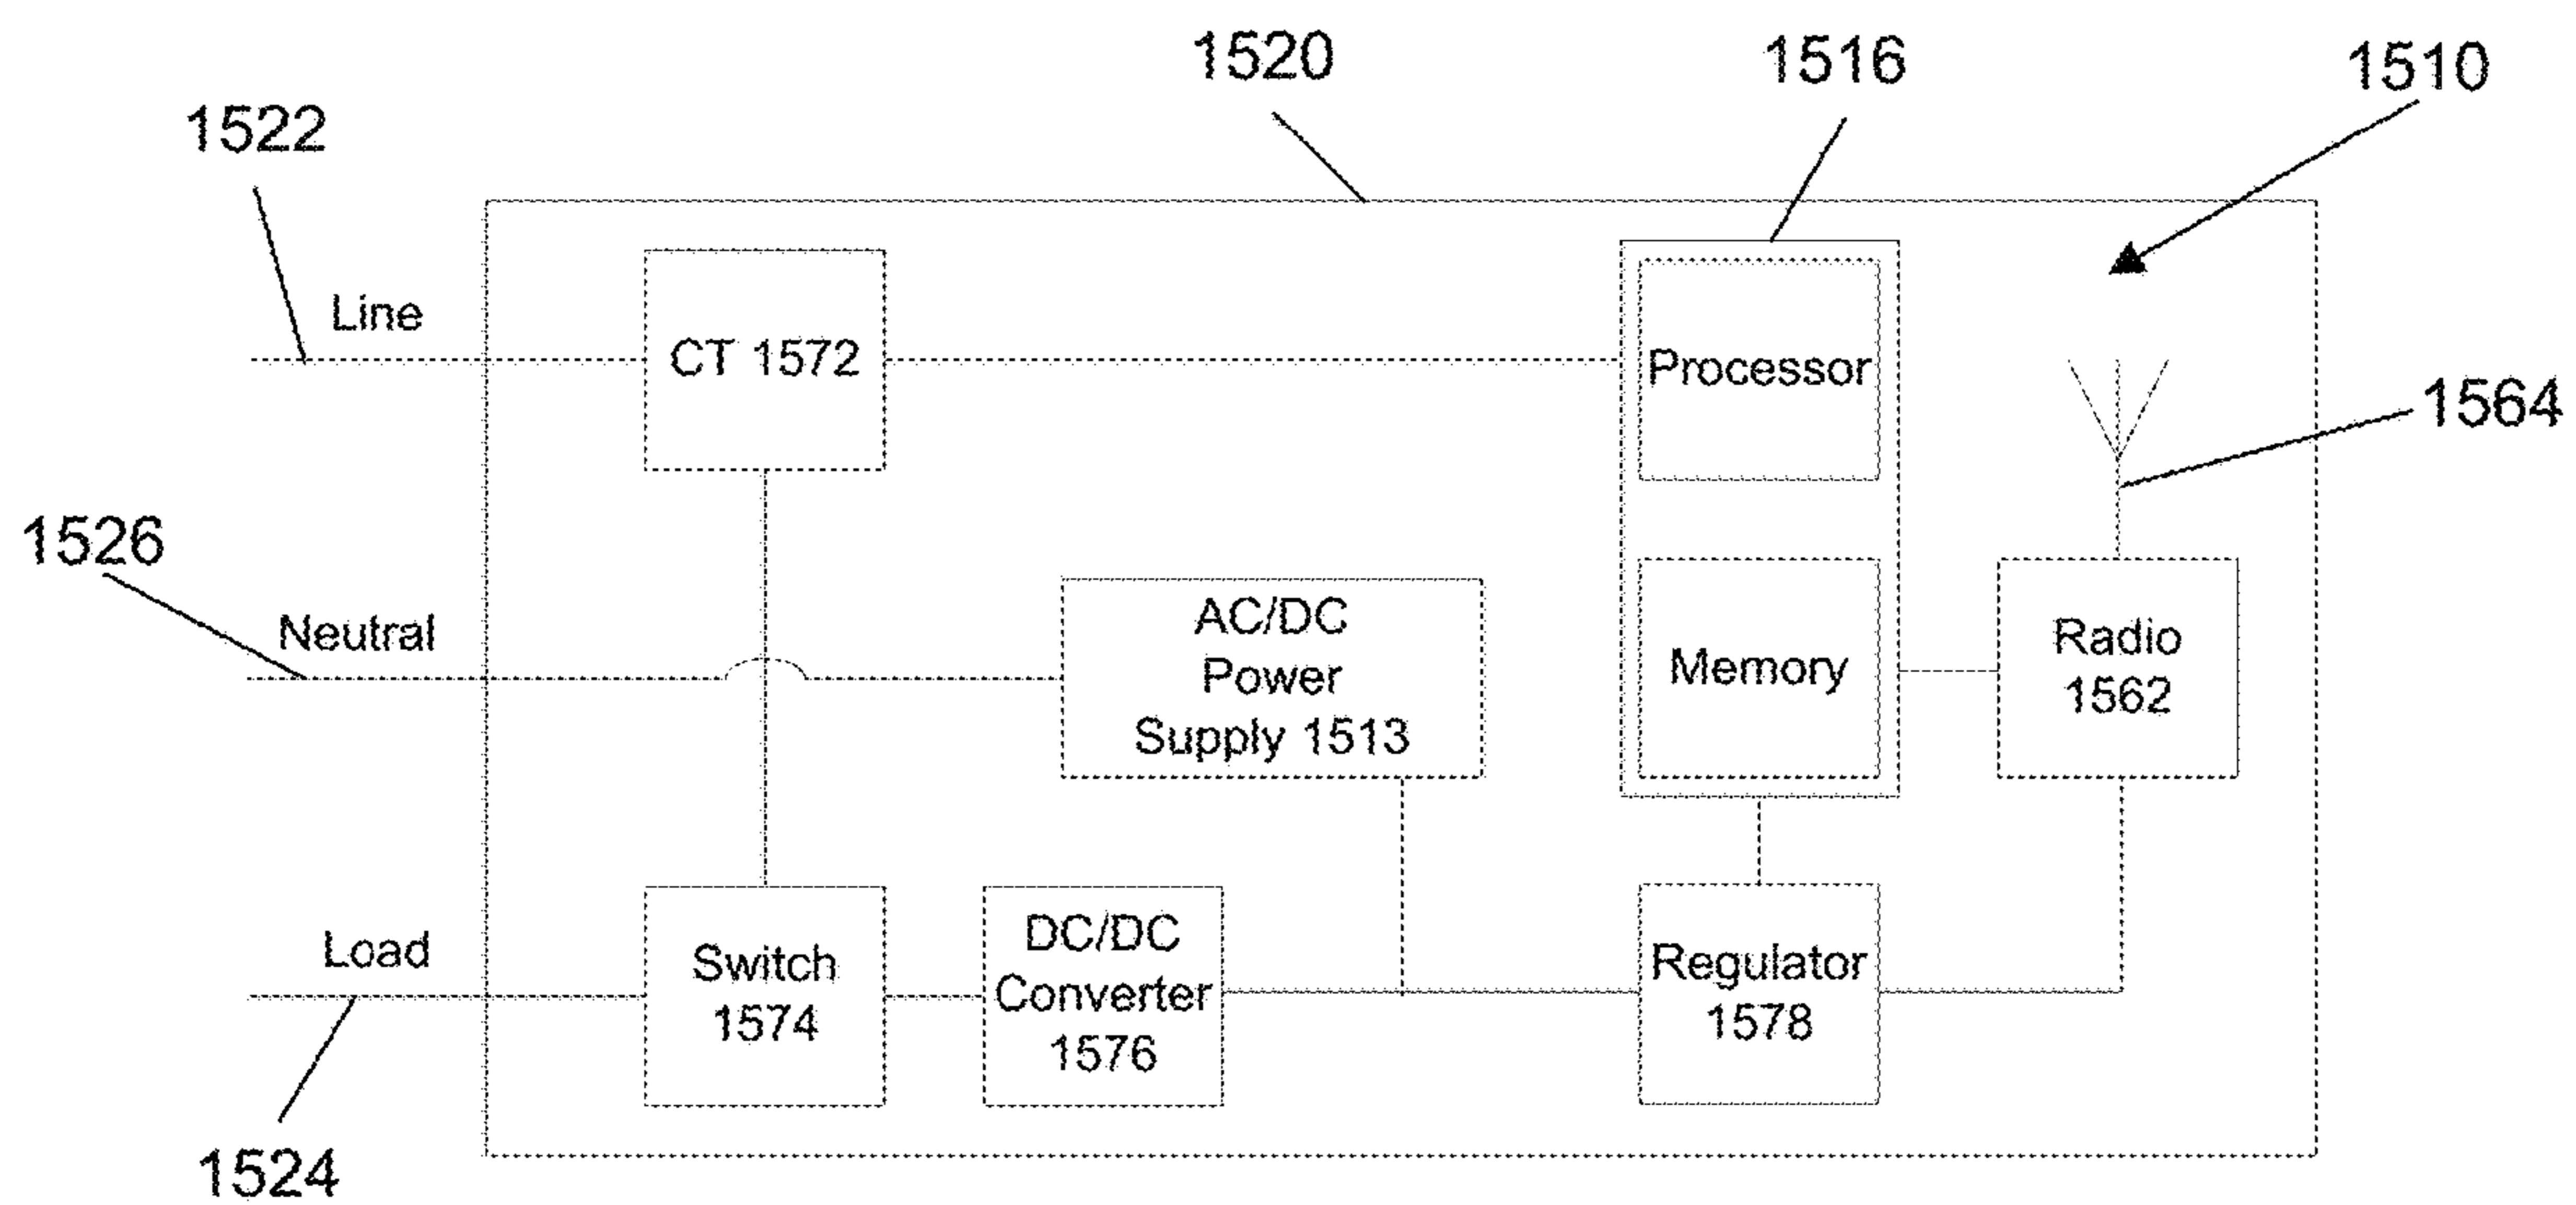 1520
1516
1510
1522
Line
CT 1572
Processor
1564
1526
Neutral
AC/DC
Power
Supply 1513
Memory
Radio
1562
Load
Switch
1574
DC/DC
Converter
1576
Regulator
1578
1524